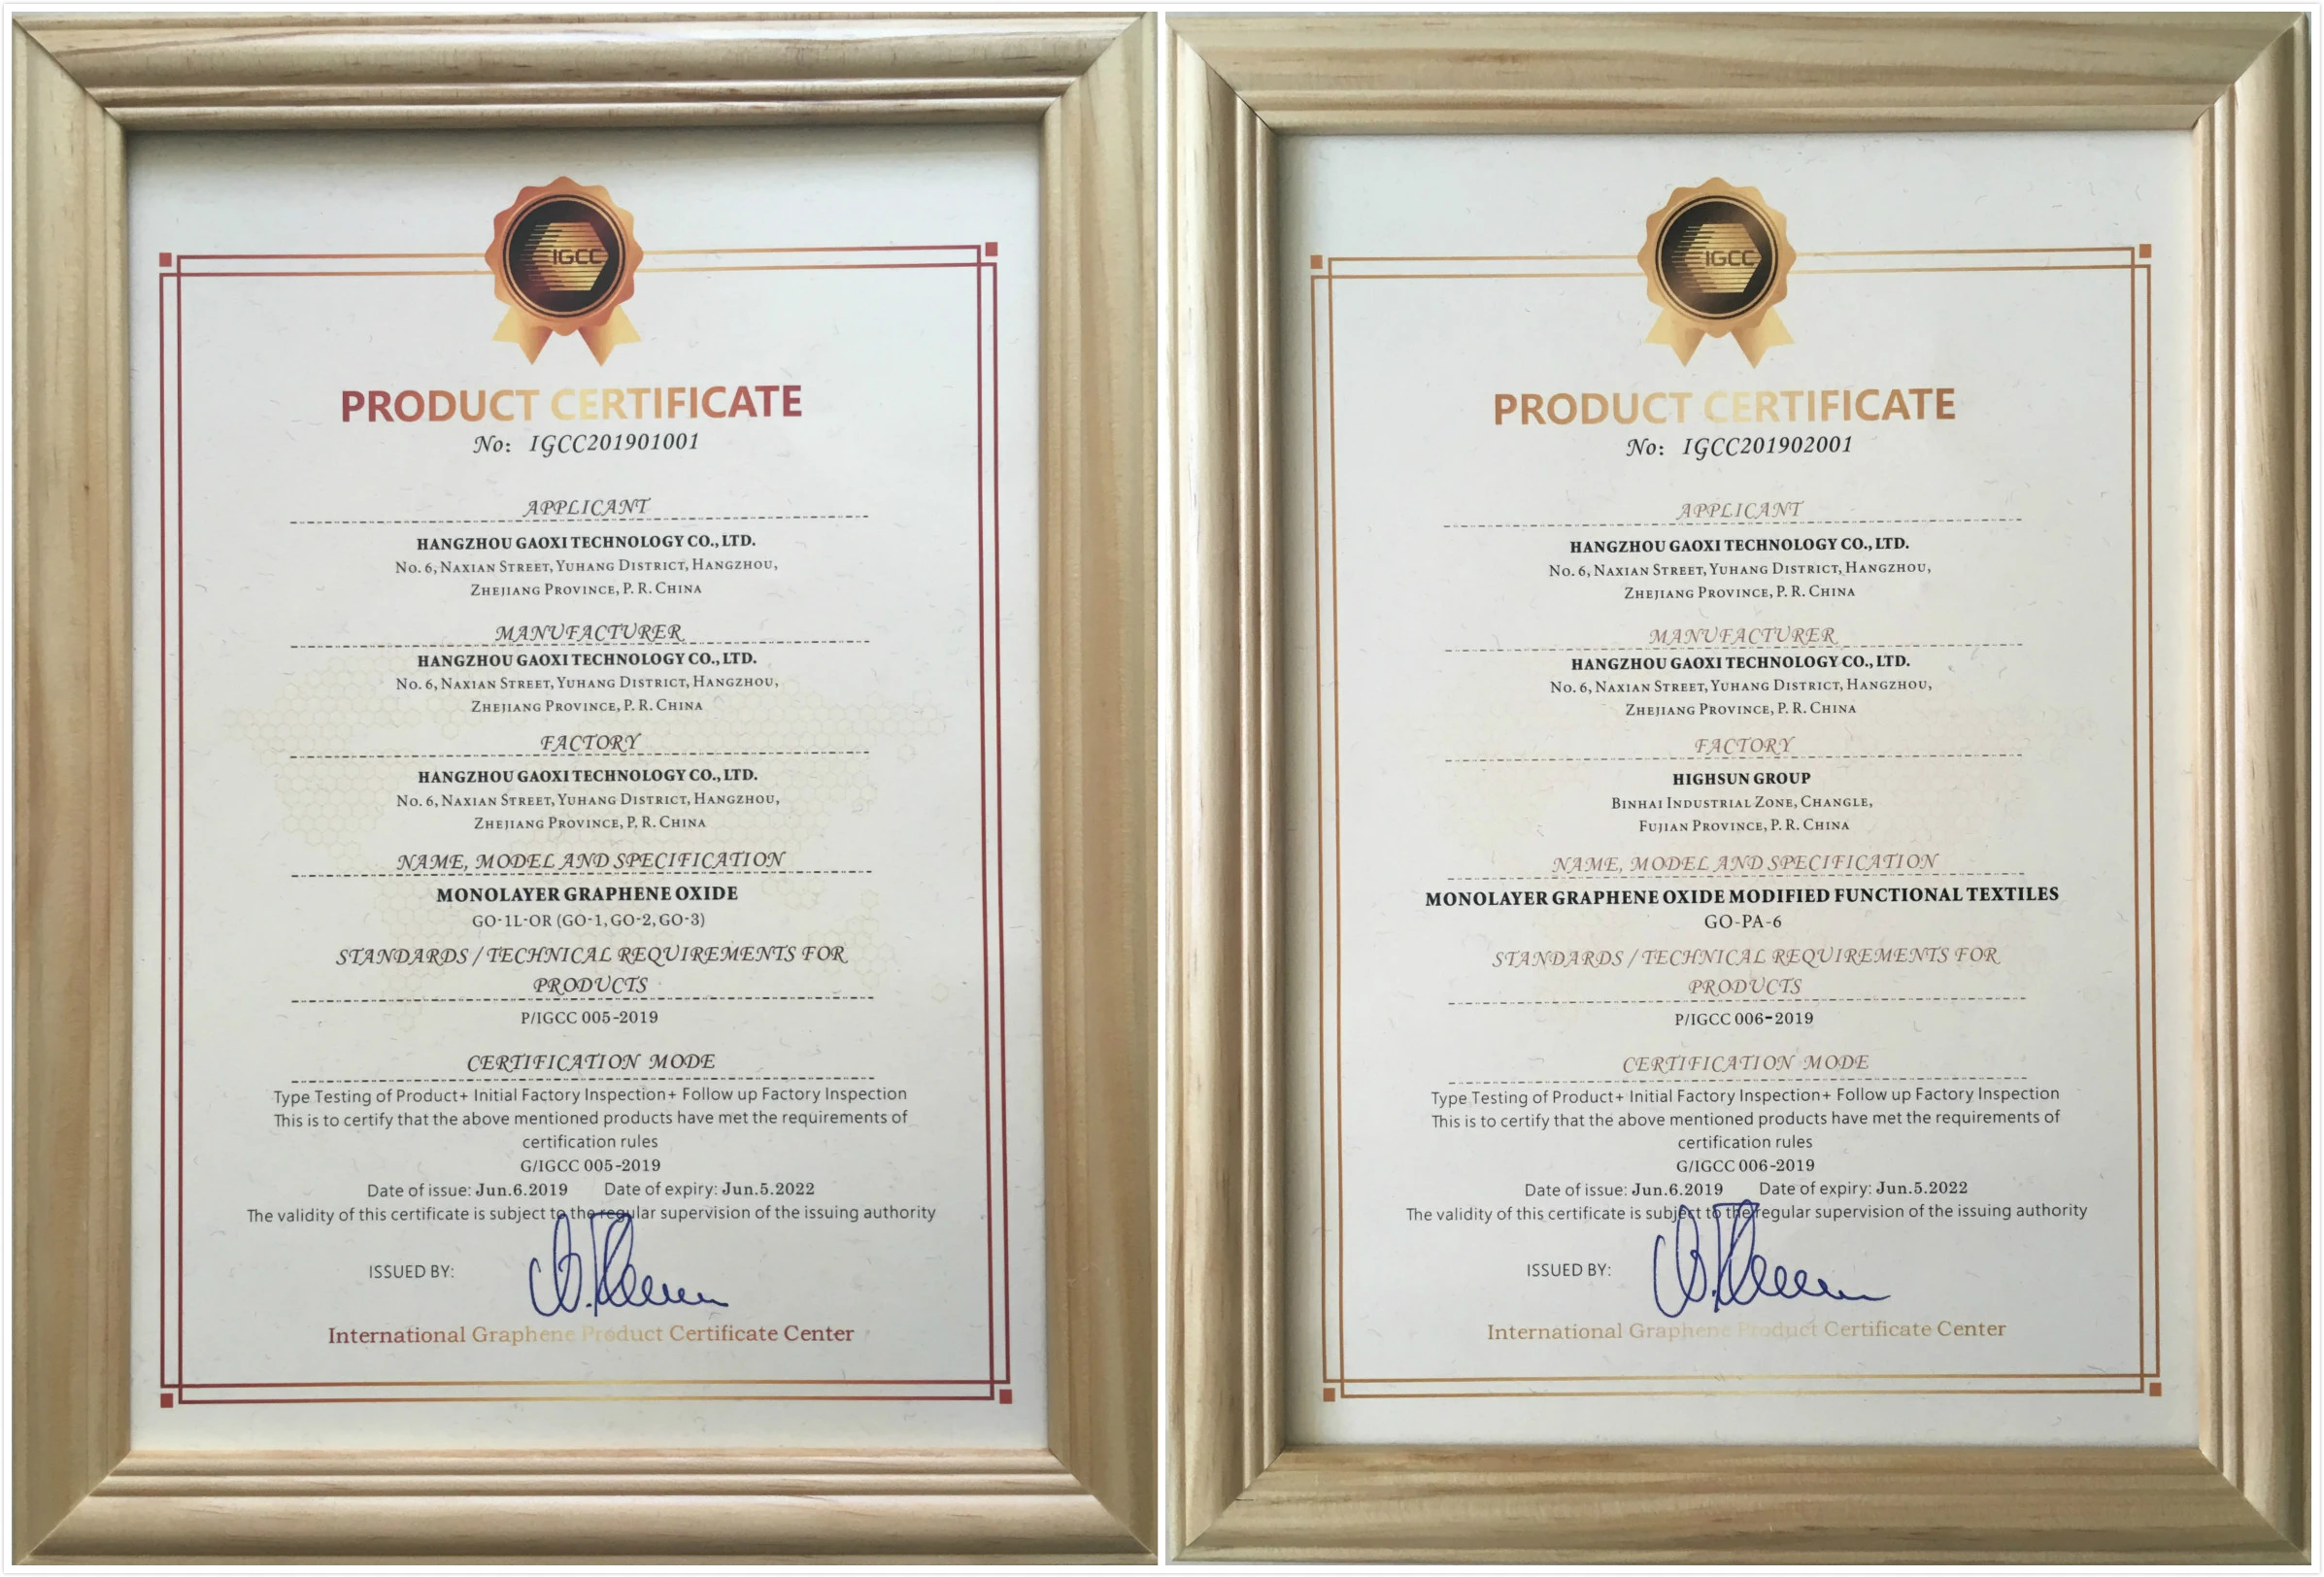 IGCC
PRODUCT CERTIFICATE
No: IGCC201901001
APPLICANT
HANGZHOU GAOXI TECHNOLOGY CO., LTD.
No. 6, NAXIAN STREET, YUHANG DISTRICT, HANGZHOU,
ZHEJIANG PROVINCE, P. R. CHINA
MANUFACTURER
HANGZHOU GAOXI TECHNOLOGY CO., LTD.
No. 6, NAXIAN STREET, YUHANG DISTRICT, HANGZHOU,
ZHEJIANG PROVINCE, P. R. CHINA
FACTORY
HANGZHOU GAOXI TECHNOLOGY CO., LTD.
No. 6, NAXIAN STREET, YUHANG DISTRICT, HANGZHOU,
ZHEJIANG PROVINCE, P. R. CHINA
NAME, MODEL AND SPECIFICATION
MONOLAYER GRAPHENE OXIDE
GO-1L-OR (GO-1, GO-2, GO-3)
STANDARDS / TECHNICAL REQUIREMENTS FOR
PRODUCTS
P/IGCC 005-2019
CERTIFICATION MODE
Type Testing of Product+ Initial Factory Inspection+ Follow up Factory Inspection
This is to certify that the above mentioned products have met the requirements of
certification rules
G/IGCC 005-2019
Date of issue: Jun.6.2019 Date of expiry: Jun.5.2022
The validity of this certificate is subject to the regular supervision of the issuing authority
ISSUED BY:
International Graphene Product Certificate Center
IGCC
PRODUCT CERTIFICATE
No: IGCC201902001
APPLICANT
HANGZHOU GAOXI TECHNOLOGY CO., LTD.
No. 6, NAXIAN STREET, YUHANG DISTRICT, HANGZHOU,
ZHEJIANG PROVINCE, P. R. CHINA
MANUFACTURER
HANGZHOU GAOXI TECHNOLOGY CO., LTD.
No. 6, NAXIAN STREET, YUHANG DISTRICT, HANGZHOU,
ZHEJIANG PROVINCE, P. R. CHINA
FACTORY
HIGHSUN GROUP
BINHAI INDUSTRIAL ZONE, CHANGLE,
FUJIAN PROVINCE, P. R. CHINA
NAME, MODEL AND SPECIFICATION
MONOLAYER GRAPHENE OXIDE MODIFIED FUNCTIONAL TEXTILES
GO-PA-6
STANDARDS / TECHNICAL REQUIREMENTS FOR
PRODUCTS
P/IGCC 006-2019
CERTIFICATION MODE
Type Testing of Product+ Initial Factory Inspection+ Follow up Factory Inspection
This is to certify that the above mentioned products have met the requirements of
certification rules
G/IGCC 006-2019
Date of issue: Jun.6.2019 Date of expiry: Jun.5.2022
The validity of this certificate is subject to the regular supervision of the issuing authority
ISSUED BY:
International Graphene Product Certificate Center